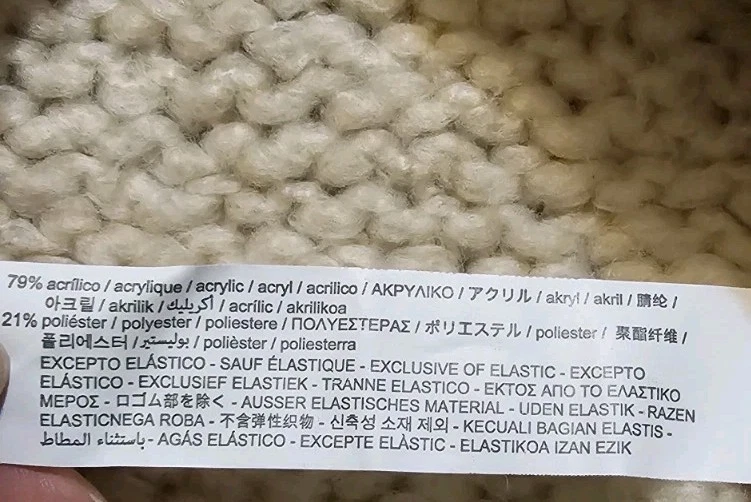 79% acrílico / acrylique / acrylic / acryl / acrilico / ΑΚΡΥΛΙΚΟ / アクリル / akryl / akril / 腈纶 /
아크릴 / akrilik / أكريليك / acrílic / akrilikoa
21% poliéster / polyester / poliestere / ΠΟΛΥΕΣΤΕΡΑΣ / ポリエステル / poliester / 聚酯纤维 /
폴리에스터 / بوليستير / polièster / poliesterra
EXCEPTO ELÁSTICO - SAUF ÉLASTIQUE - EXCLUSIVE OF ELASTIC - EXCEPTO
ELÁSTICO - EXCLUSIEF ELASTIEK - TRANNE ELASTICO - ΕΚΤΟΣ ΑΠΟ ΤΟ ΕΛΑΣΤΙΚΟ
ΜΕΡΟΣ - ロゴム部を除く - AUSSER ELASTISCHES MATERIAL - UDEN ELASTIK - RAZEN
ELASTICNEGA ROBA - 不含弹性织物 - 신축성 소재 제외 - KECUALI BAGIAN ELASTIS -
باستثناء المطاط - AGÁS ELÁSTICO - EXCEPTE ELÀSTIC - ELASTIKOA IZAN EZIK